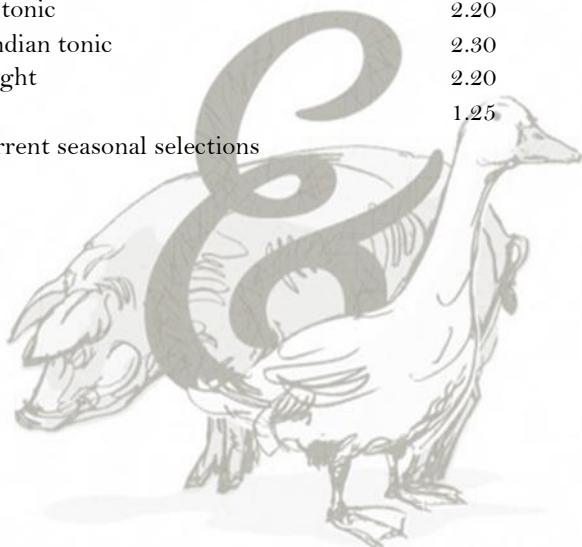 tonic 2.20
ndian tonic 2.30
ght 2.20
1.25
rrent seasonal selections
&